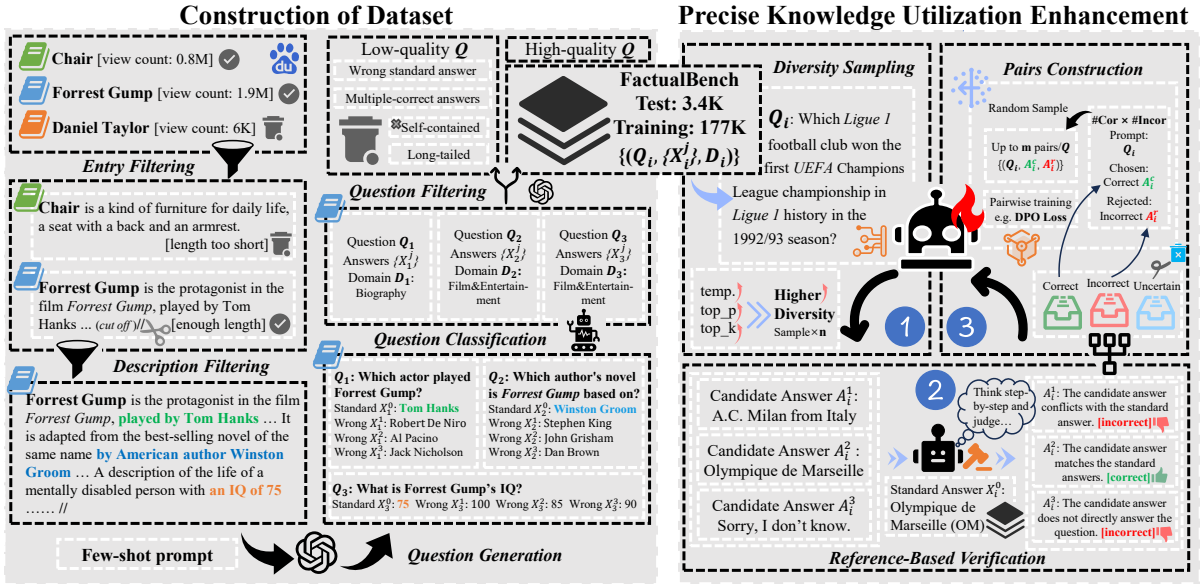 Construction of Dataset
Chair [view count: 0.8M]
du
Forrest Gump [view count: 1.9M]
Daniel Taylor [view count: 6K]
Entry Filtering
Chair is a kind of furniture for daily life,
a seat with a back and an armrest.
[length too short]
Forrest Gump is the protagonist in the
film Forrest Gump, played by Tom
Hanks ... (cut off)// [enough length]
Description Filtering
Forrest Gump is the protagonist in the film
Forrest Gump, played by Tom Hanks … It
is adapted from the best-selling novel of the
same name by American author Winston
Groom … A description of the life of a
mentally disabled person with an IQ of 75
…… //
Few-shot prompt
Question Generation
Low-quality Q
Wrong standard answer
Multiple-correct answers
Self-contained
Long-tailed
High-quality Q
FactualBench
Test: 3.4K
Training: 177K
{(Q_i, {X_i^j}, D_i)}
Question Filtering
Question Q_1
Answers {X_1^j}
Domain D_1:
Biography
Question Q_2
Answers {X_2^j}
Domain D_2:
Film&Entertain-
ment
Question Q_3
Answers {X_3^j}
Domain D_3:
Film&Entertain-
ment
Question Classification
Q_1: Which actor played
Forrest Gump?
Standard X_1^0: Tom Hanks
Wrong X_1^1: Robert De Niro
Wrong X_1^2: Al Pacino
Wrong X_1^3: Jack Nicholson
Q_2: Which author's novel
is Forrest Gump based on?
Standard X_2^0: Winston Groom
Wrong X_2^1: Stephen King
Wrong X_2^2: John Grisham
Wrong X_2^3: Dan Brown
Q_3: What is Forrest Gump's IQ?
Standard X_3^0: 75 Wrong X_3^1: 100 Wrong X_3^2: 85 Wrong X_3^3: 90
Precise Knowledge Utilization Enhancement
Diversity Sampling
Q_i: Which Ligue 1
football club won the
first UEFA Champions
League championship in
Ligue 1 history in the
1992/93 season?
temp.
top_p
top_k
Higher
Diversity
Sample×n
1
Pairs Construction
Random Sample
#Cor × #Incor
Up to m pairs/Q
{(Q_i, A_i^c, A_i^r)}
Prompt:
Q_i
Chosen:
Correct A_i^c
Rejected:
Incorrect A_i^r
Pairwise training
e.g. DPO Loss
Correct
Incorrect
Uncertain
3
Candidate Answer A_i^1:
A.C. Milan from Italy
Candidate Answer A_i^2:
Olympique de Marseille
Candidate Answer A_i^3
Sorry, I don't know.
2
Think step-
by-step and
judge…
Standard Answer X_i^0:
Olympique de
Marseille (OM)
A_i^1: The candidate answer
conflicts with the standard
answer. [incorrect]
A_i^2: The candidate answer
matches the standard
answers. [correct]
A_i^3: The candidate answer
does not directly answer the
question. [incorrect]
Reference-Based Verification